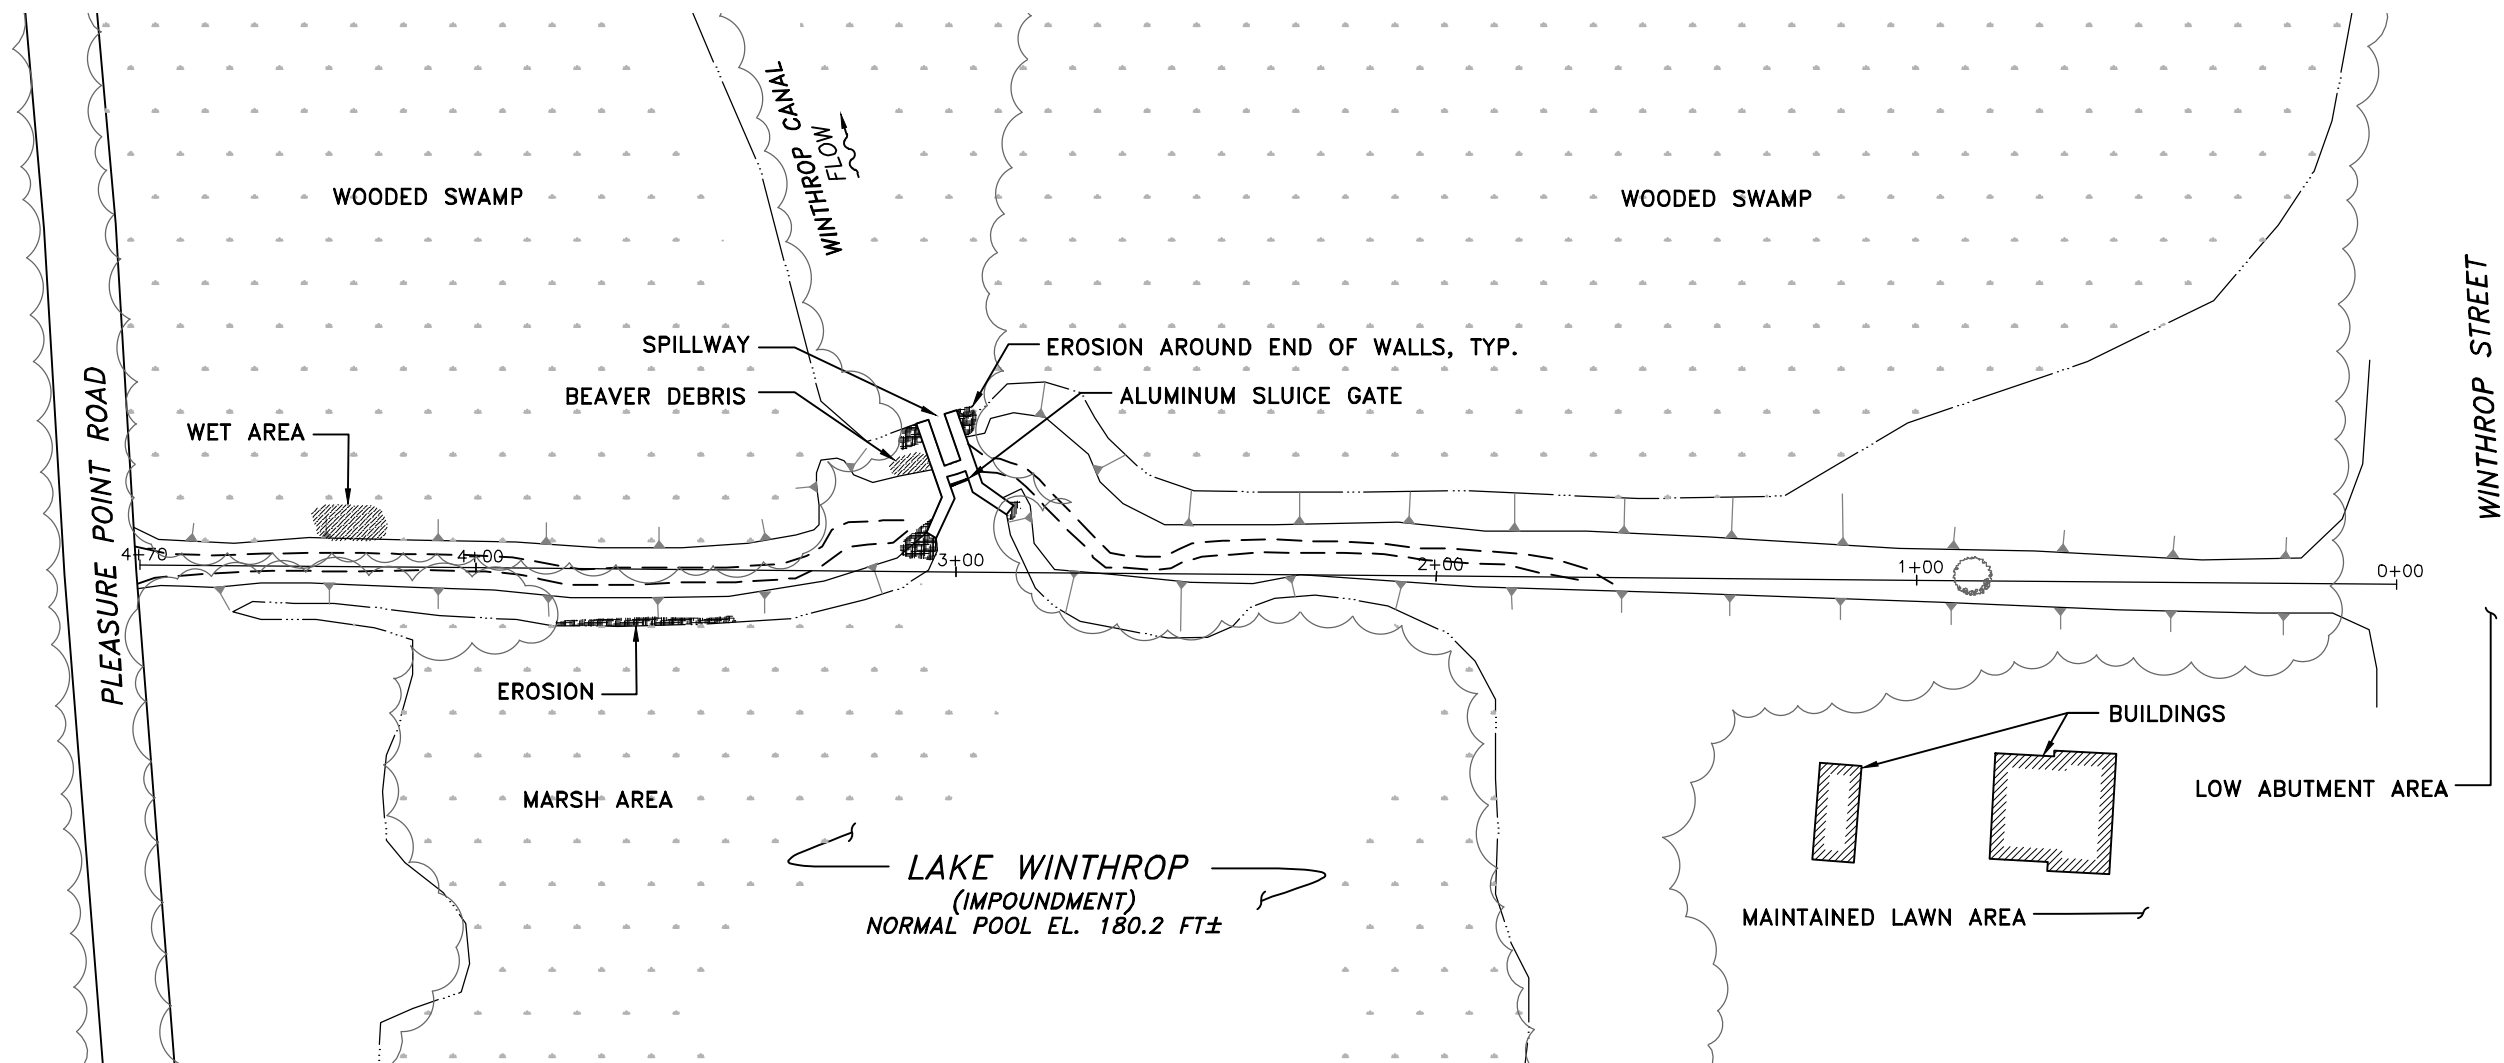 WINTHROP CANAL
FLOW
WOODED SWAMP
WOODED SWAMP
WINTHROP STREET
SPILLWAY
EROSION AROUND END OF WALLS, TYP.
BEAVER DEBRIS
ALUMINUM SLUICE GATE
WET AREA
PLEASURE POINT ROAD
4+70
4+00
3+00
2+00
1+00
0+00
EROSION
BUILDINGS
LOW ABUTMENT AREA
MARSH AREA
LAKE WINTHROP
(IMPOUNDMENT)
NORMAL POOL EL. 180.2 FT±
MAINTAINED LAWN AREA